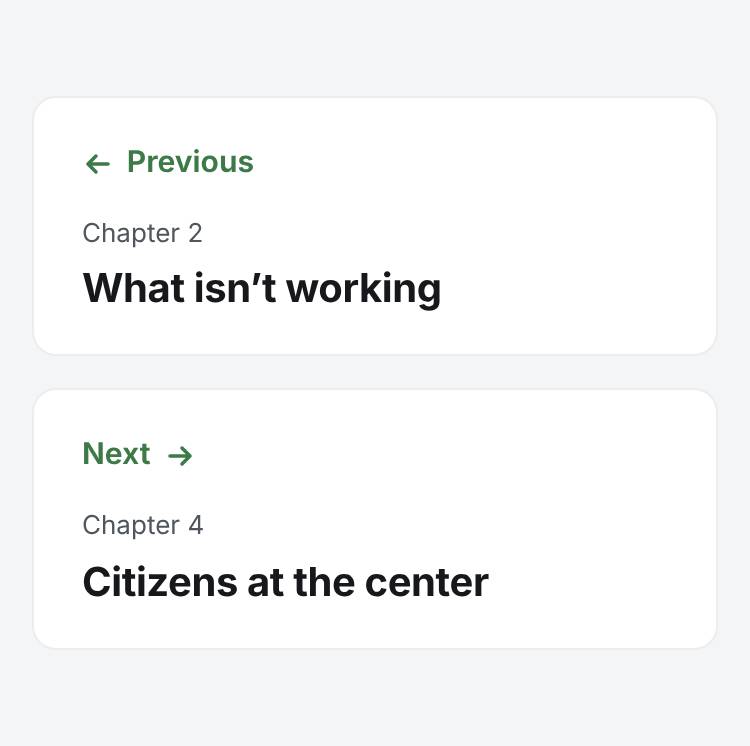 ← Previous
Chapter 2
What isn’t working
Next →
Chapter 4
Citizens at the center